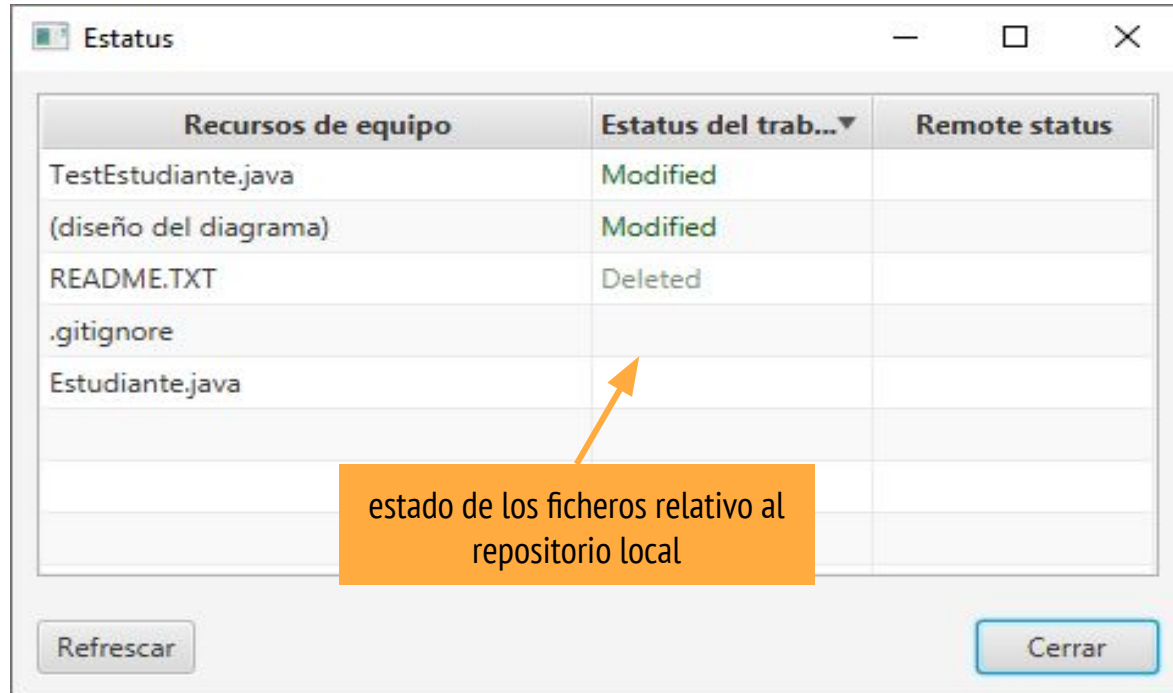 Estatus
Recursos de equipo Estatus del trab... Remote status
TestEstudiante.java Modified
(diseño del diagrama) Modified
README.TXT Deleted
.gitignore
Estudiante.java
estado de los ficheros relativo al
repositorio local
Refrescar Cerrar